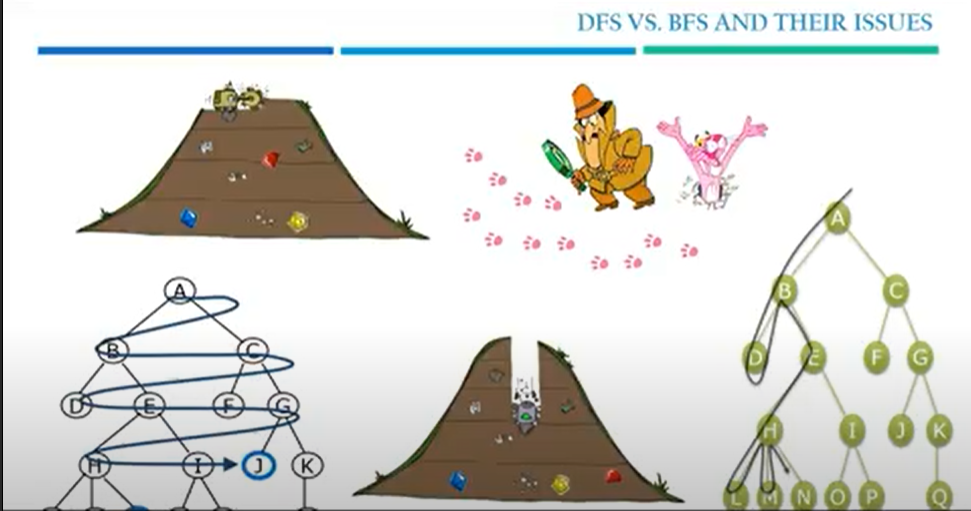 DFS VS. BFS AND THEIR ISSUES
A
B C
D E F G
H I J K
A
B C
D E F G
H I J K
L M N O P Q